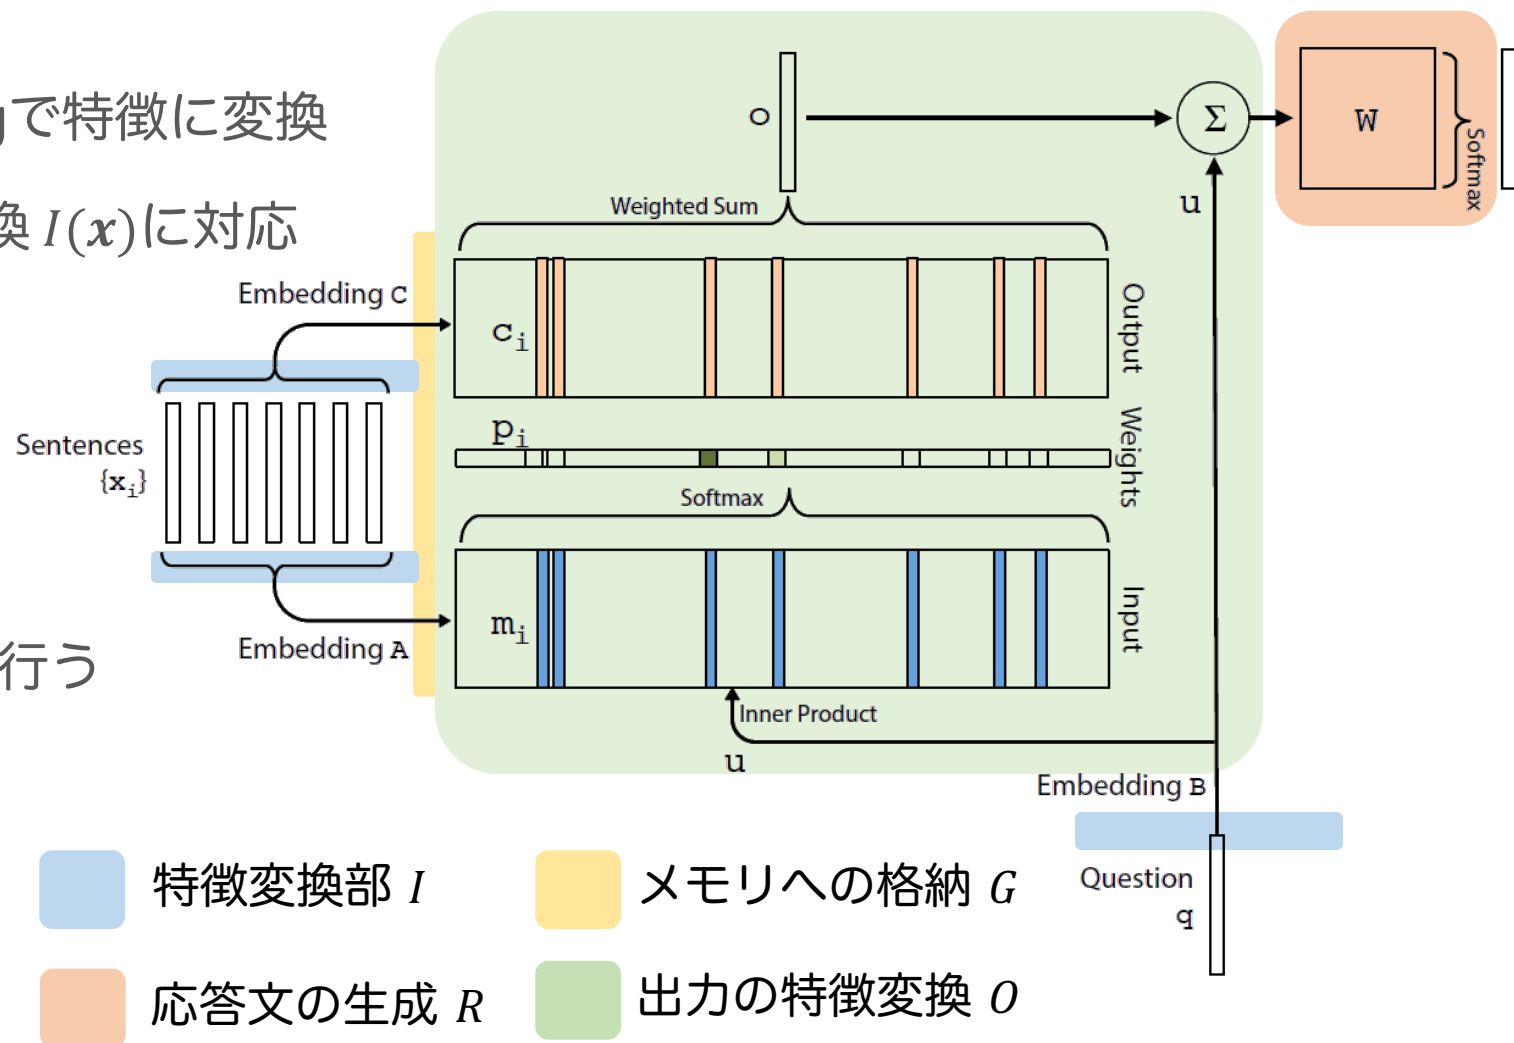 gで特徴に変換
換 I(x)に対応
行う
o
Σ
W
Softmax
u
Weighted Sum
Embedding C
c_i
Output
Sentences
{x_i}
p_i
Weights
Softmax
m_i
Input
Embedding A
Inner Product
u
Embedding B
Question
q
特徴変換部 I
メモリへの格納 G
応答文の生成 R
出力の特徴変換 O